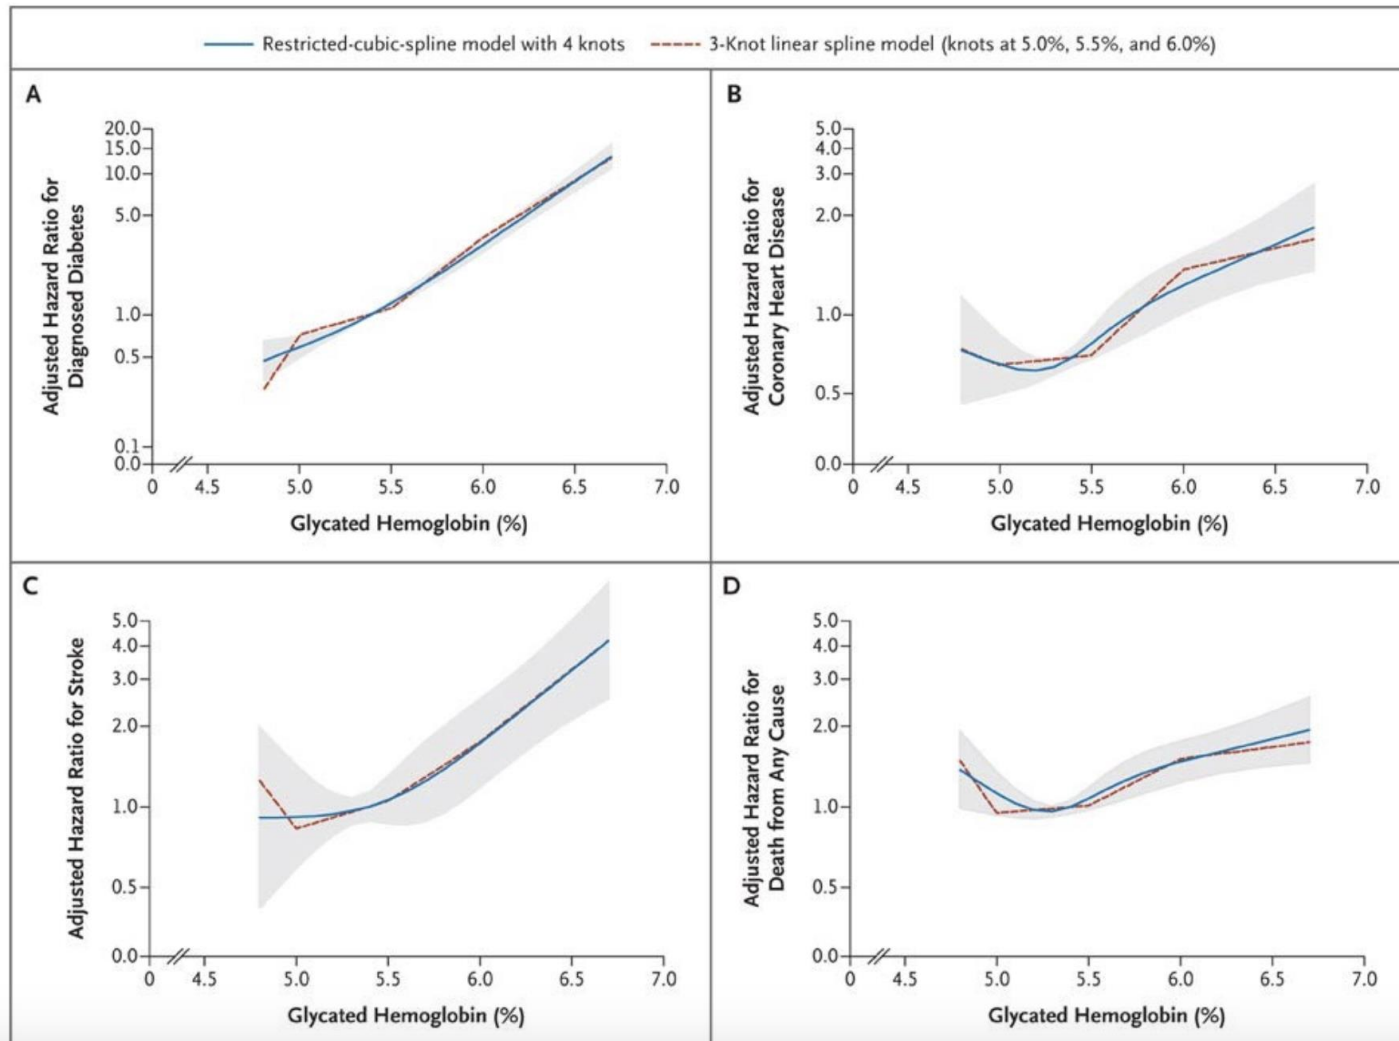 Restricted-cubic-spline model with 4 knots
3-Knot linear spline model (knots at 5.0%, 5.5%, and 6.0%)
A
Adjusted Hazard Ratio for
Diagnosed Diabetes
20.0
15.0
10.0
5.0
1.0
0.5
0.1
0.0
0 4.5 5.0 5.5 6.0 6.5 7.0
Glycated Hemoglobin (%)
B
Adjusted Hazard Ratio for
Coronary Heart Disease
5.0
4.0
3.0
2.0
1.0
0.5
0.0
0 4.5 5.0 5.5 6.0 6.5 7.0
Glycated Hemoglobin (%)
C
Adjusted Hazard Ratio for Stroke
5.0
4.0
3.0
2.0
1.0
0.5
0.0
0 4.5 5.0 5.5 6.0 6.5 7.0
Glycated Hemoglobin (%)
D
Adjusted Hazard Ratio for
Death from Any Cause
5.0
4.0
3.0
2.0
1.0
0.5
0.0
0 4.5 5.0 5.5 6.0 6.5 7.0
Glycated Hemoglobin (%)